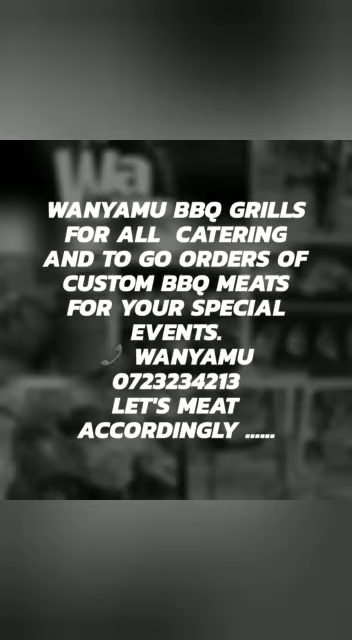 Wa
WANYAMU BBQ GRILLS
FOR ALL CATERING
AND TO GO ORDERS OF
CUSTOM BBQ MEATS
FOR YOUR SPECIAL
EVENTS.
📞 WANYAMU
0723234213
LET'S MEAT
ACCORDINGLY ......